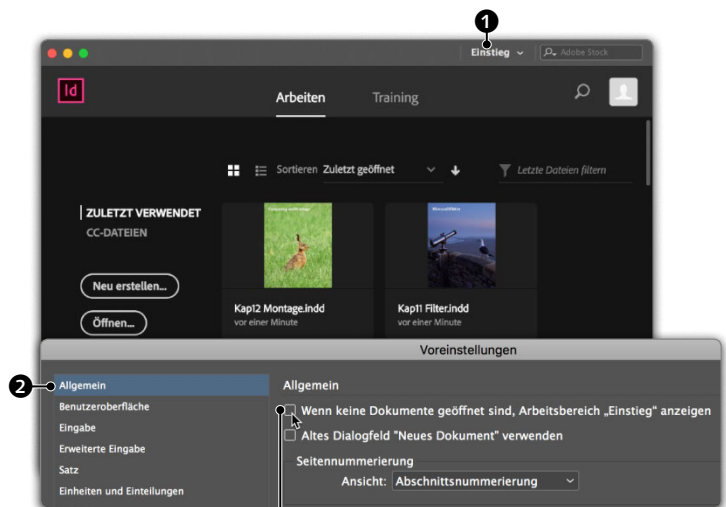 1
Einstieg Adobe Stock
Id Arbeiten Training
Sortieren Zuletzt geöffnet Letzte Dateien filtern
ZULETZT VERWENDET
CC-DATEIEN
Neu erstellen...
Öffnen...
Kap12 Montage.indd
vor einer Minute
Kap11 Filter.indd
vor einer Minute
Voreinstellungen
2
Allgemein
Benutzeroberfläche
Eingabe
Erweiterte Eingabe
Satz
Einheiten und Einteilungen
Allgemein
Wenn keine Dokumente geöffnet sind, Arbeitsbereich „Einstieg“ anzeigen
Altes Dialogfeld "Neues Dokument" verwenden
Seitennummerierung
Ansicht: Abschnittsnummerierung